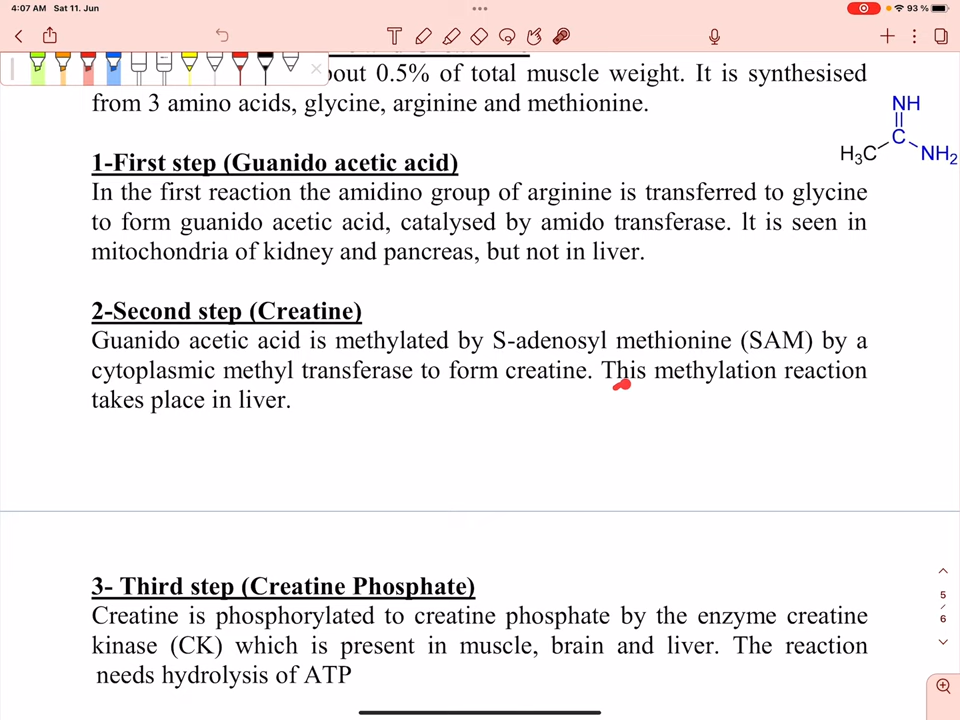 4:07 AM Sat 11. Jun
93 %
0.5% of total muscle weight. It is synthesised
from 3 amino acids, glycine, arginine and methionine.
NH
C
H3C
NH2
1-First step (Guanido acetic acid)
In the first reaction the amidino group of arginine is transferred to glycine
to form guanido acetic acid, catalysed by amido transferase. It is seen in
mitochondria of kidney and pancreas, but not in liver.
2-Second step (Creatine)
Guanido acetic acid is methylated by S-adenosyl methionine (SAM) by a
cytoplasmic methyl transferase to form creatine. This methylation reaction
takes place in liver.
3- Third step (Creatine Phosphate)
Creatine is phosphorylated to creatine phosphate by the enzyme creatine
kinase (CK) which is present in muscle, brain and liver. The reaction
needs hydrolysis of ATP
5
/
6